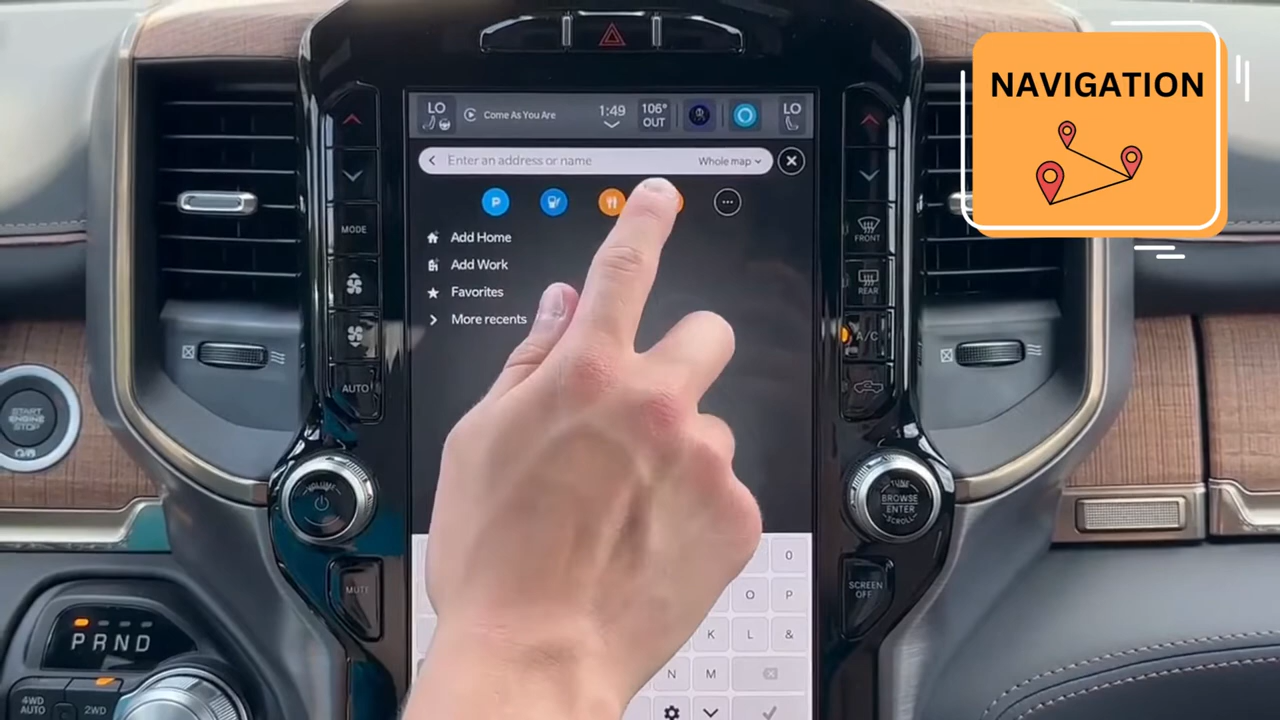 NAVIGATION
LO
Come As You Are
1:49
106°
OUT
LO
Enter an address or name
Whole map
P
Add Home
Add Work
Favorites
More recents
MODE
AUTO
FRONT
REAR
A/C
START
ENGINE
STOP
VOLUME
TUNE
BROWSE
ENTER
SCROLL
MUTE
SCREEN
OFF
0
O P
K L &
N M
PRND
4WD
AUTO
2WD